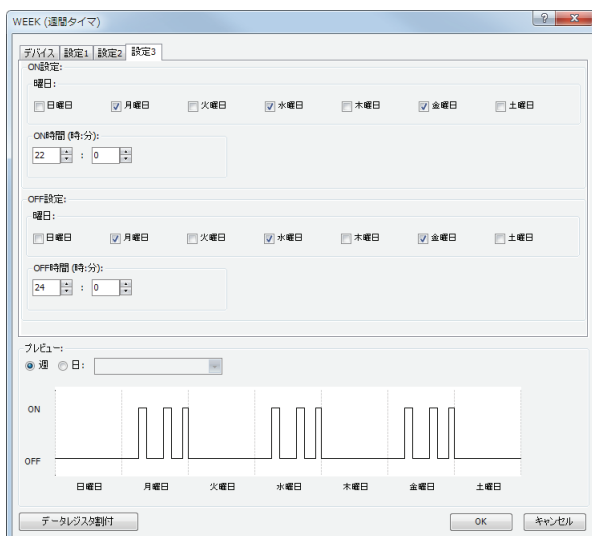 WEEK (週間タイマ)
デバイス 設定1 設定2 設定3
ON設定:
曜日:
日曜日 月曜日 火曜日 水曜日 木曜日 金曜日 土曜日
ON時間 (時:分):
22 : 0
OFF設定:
曜日:
日曜日 月曜日 火曜日 水曜日 木曜日 金曜日 土曜日
OFF時間 (時:分):
24 : 0
プレビュー:
週 日:
ON
OFF
日曜日 月曜日 火曜日 水曜日 木曜日 金曜日 土曜日
データレジスタ割付 OK キャンセル